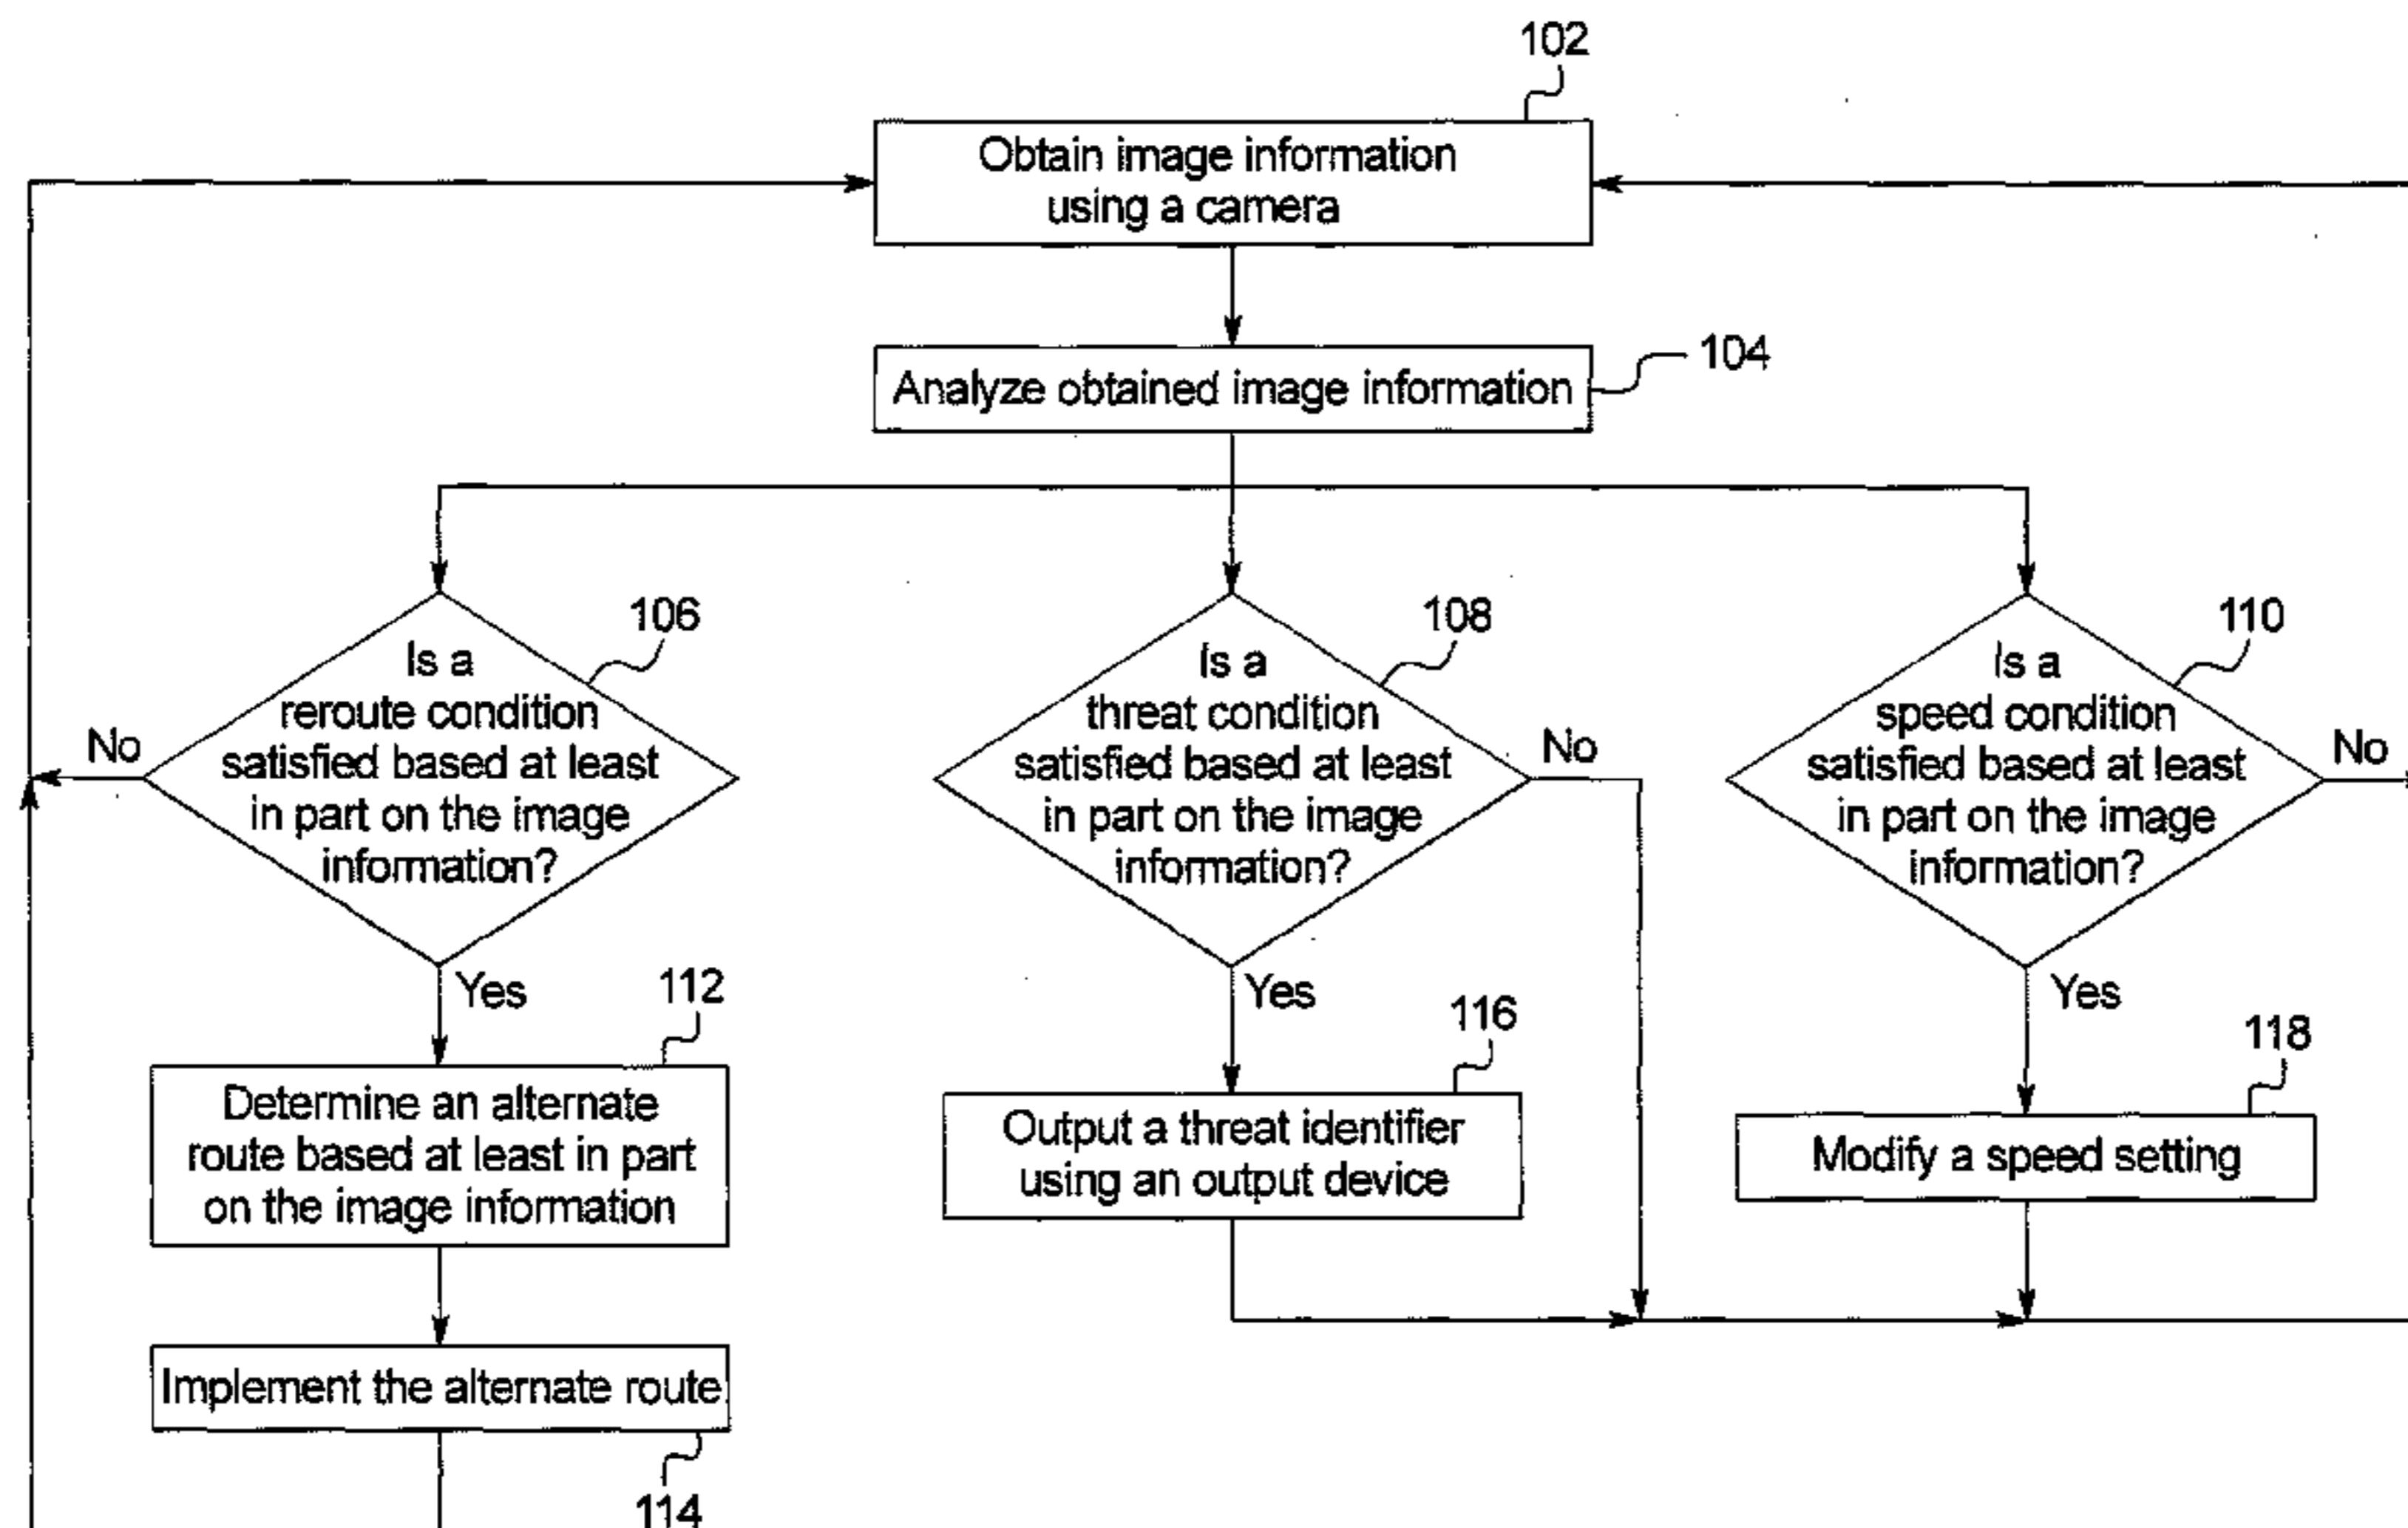 102
Obtain image information
using a camera
104
Analyze obtained image information
106
Is a
reroute condition
satisfied based at least
in part on the image
information?
No
Yes
108
Is a
threat condition
satisfied based at least
in part on the image
information?
No
Yes
110
Is a
speed condition
satisfied based at least
in part on the image
information?
No
Yes
112
Determine an alternate
route based at least in part
on the image information
116
Output a threat identifier
using an output device
118
Modify a speed setting
Implement the alternate route
114